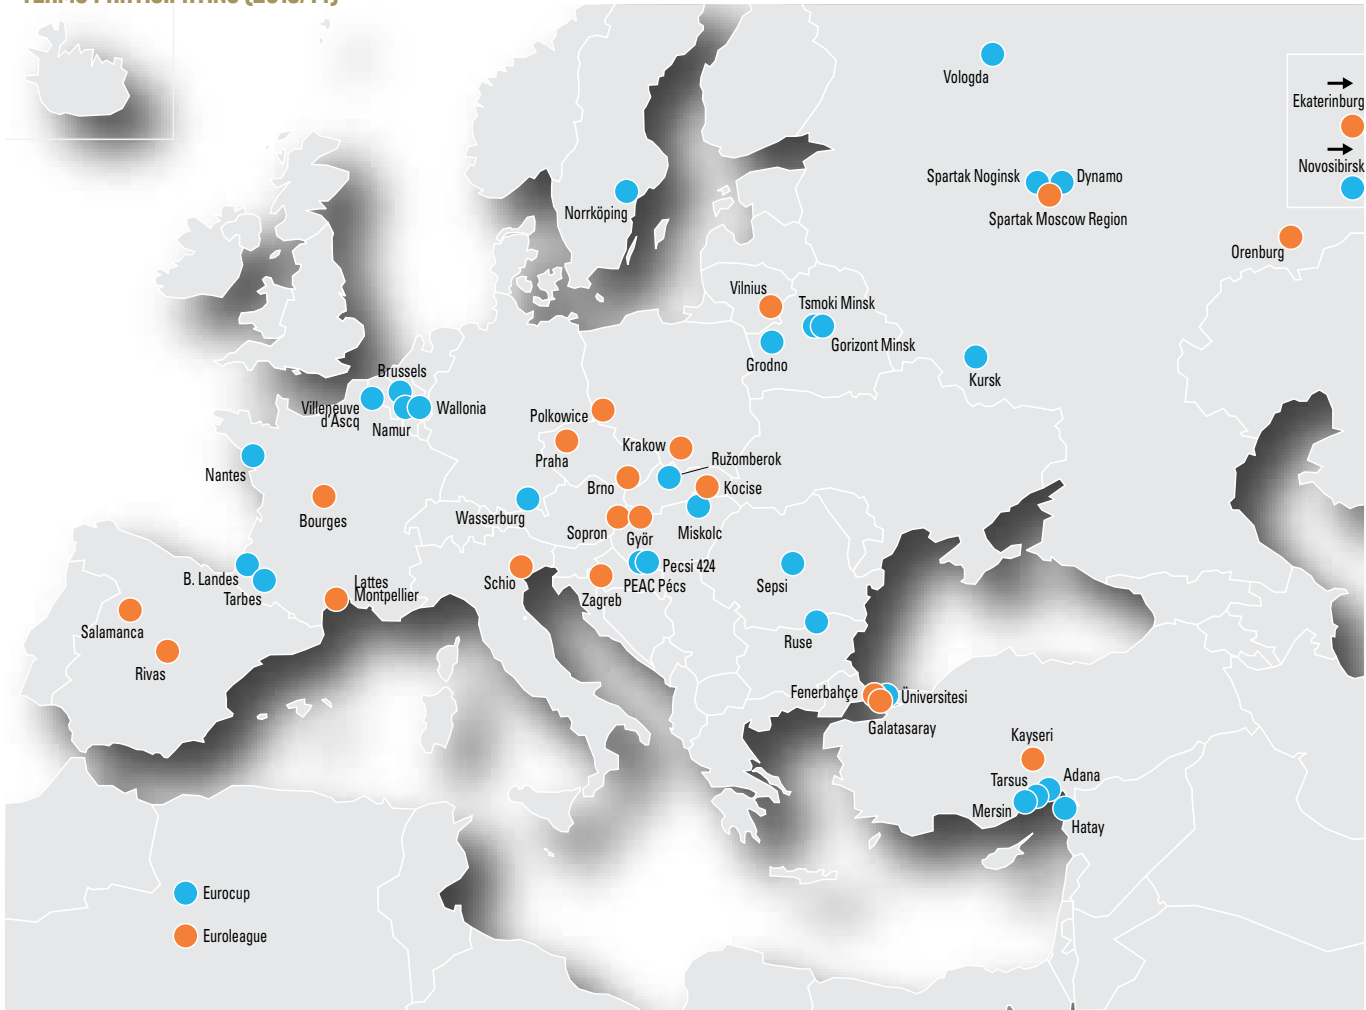 Vologda
Ekaterinburg
Novosibirsk
Spartak Noginsk
Dynamo
Spartak Moscow Region
Norrköping
Orenburg
Vilnius
Tsmoki Minsk
Gorizont Minsk
Grodno
Kursk
Brussels
Villeneuve
d'Ascq
Wallonia
Namur
Polkowice
Praha
Krakow
Ružomberok
Nantes
Brno
Kocise
Bourges
Wasserburg
Sopron
Györ
Miskolc
B. Landes
Tarbes
Lattes
Montpellier
Schio
Zagreb
Pecsi 424
PEAC Pécs
Sepsi
Salamanca
Rivas
Ruse
Fenerbahçe
Üniversitesi
Galatasaray
Kayseri
Tarsus
Adana
Mersin
Hatay
Eurocup
Euroleague